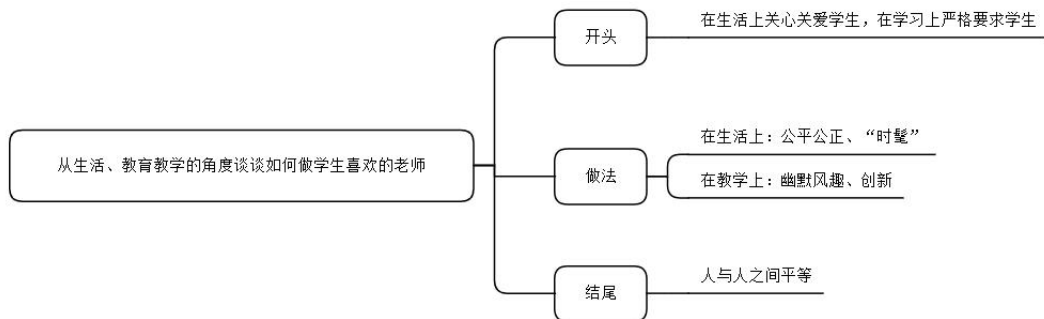 从生活、教育教学的角度谈谈如何做学生喜欢的老师
开头
在生活上关心关爱学生，在学习上严格要求学生
做法
在生活上：公平公正、“时髦”
在教学上：幽默风趣、创新
结尾
人与人之间平等